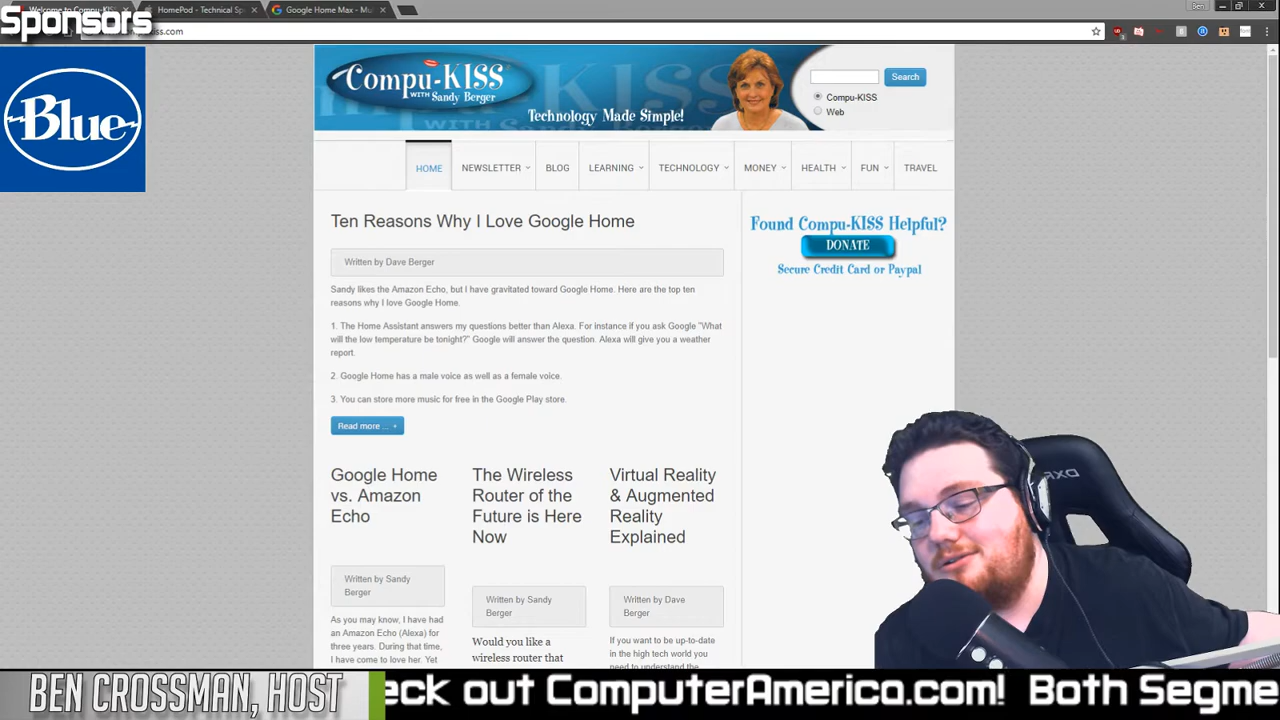 Welcome to Compu-KISS
HomePod - Technical Sp
Google Home Max - Mu
Ben
Sponsors
iss.com
Blue
Compu-KISS
WITH Sandy Berger
Technology Made Simple!
Search
Compu-KISS
Web
HOME
NEWSLETTER
BLOG
LEARNING
TECHNOLOGY
MONEY
HEALTH
FUN
TRAVEL
Ten Reasons Why I Love Google Home
Written by Dave Berger
Sandy likes the Amazon Echo, but I have gravitated toward Google Home. Here are the top ten
reasons why I love Google Home.
1. The Home Assistant answers my questions better than Alexa. For instance if you ask Google "What
will the low temperature be tonight?" Google will answer the question. Alexa will give you a weather
report.
2. Google Home has a male voice as well as a female voice.
3. You can store more music for free in the Google Play store.
Read more ...
Found Compu-KISS Helpful?
DONATE
Secure Credit Card or Paypal
Google Home
vs. Amazon
Echo
Written by Sandy
Berger
As you may know, I have had
an Amazon Echo (Alexa) for
three years. During that time,
I have come to love her. Yet
The Wireless
Router of the
Future is Here
Now
Written by Sandy
Berger
Would you like a
wireless router that
Virtual Reality
& Augmented
Reality
Explained
Written by Dave
Berger
If you want to be up-to-date
in the high tech world you
need to understand the
DXR
BEN CROSSMAN, HOST
eck out ComputerAmerica.com! Both Segme